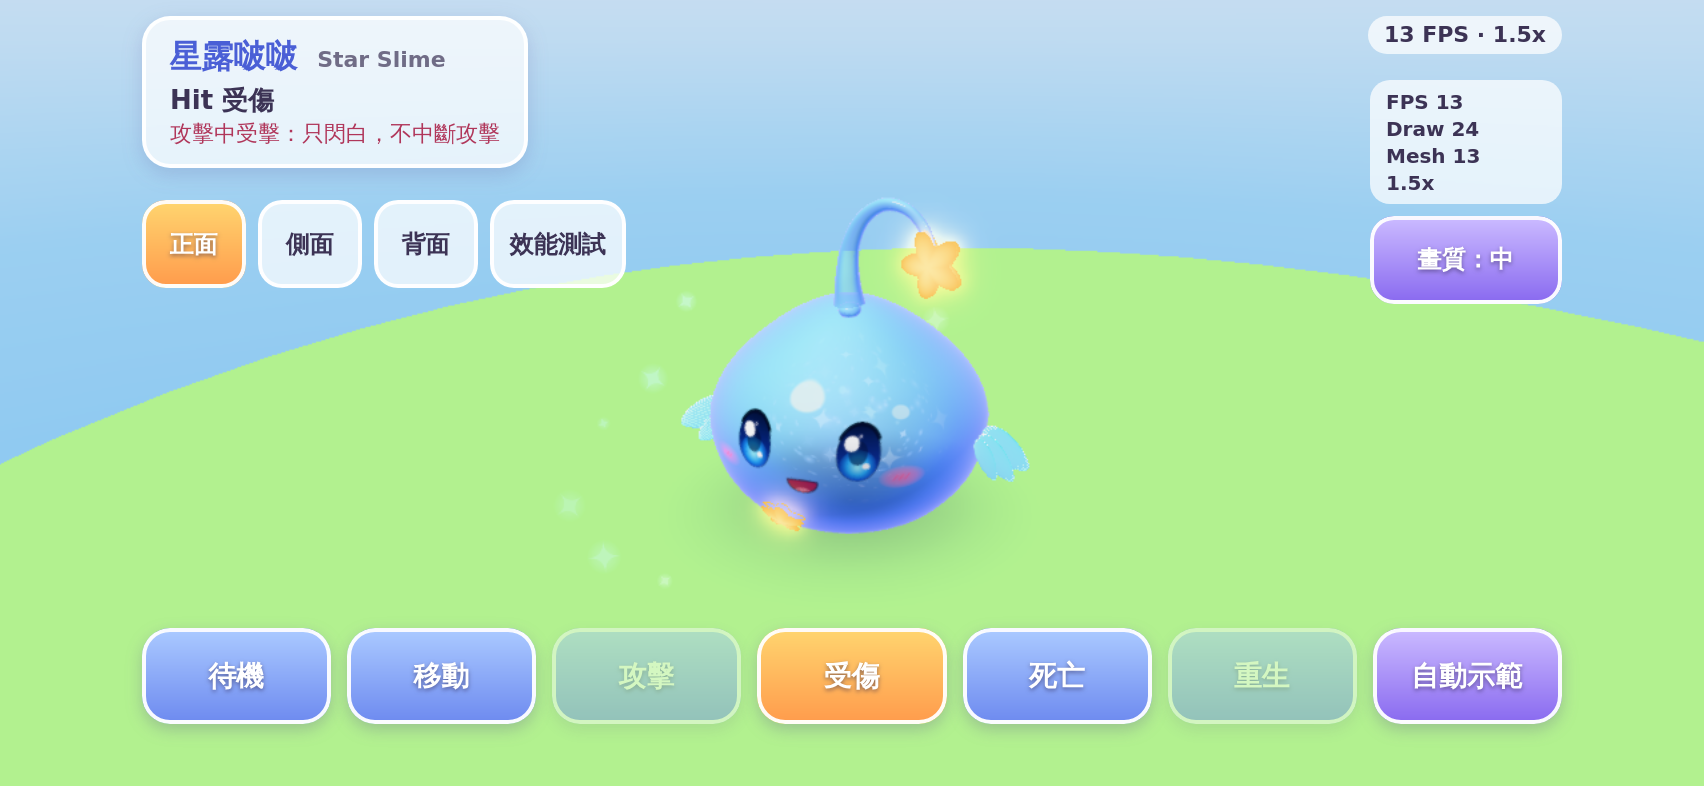 星露啵啵 Star Slime
Hit 受傷
攻擊中受擊：只閃白，不中斷攻擊
13 FPS · 1.5x
FPS 13
Draw 24
Mesh 13
1.5x
正面
側面
背面
效能測試
畫質：中
待機
移動
攻擊
受傷
死亡
重生
自動示範